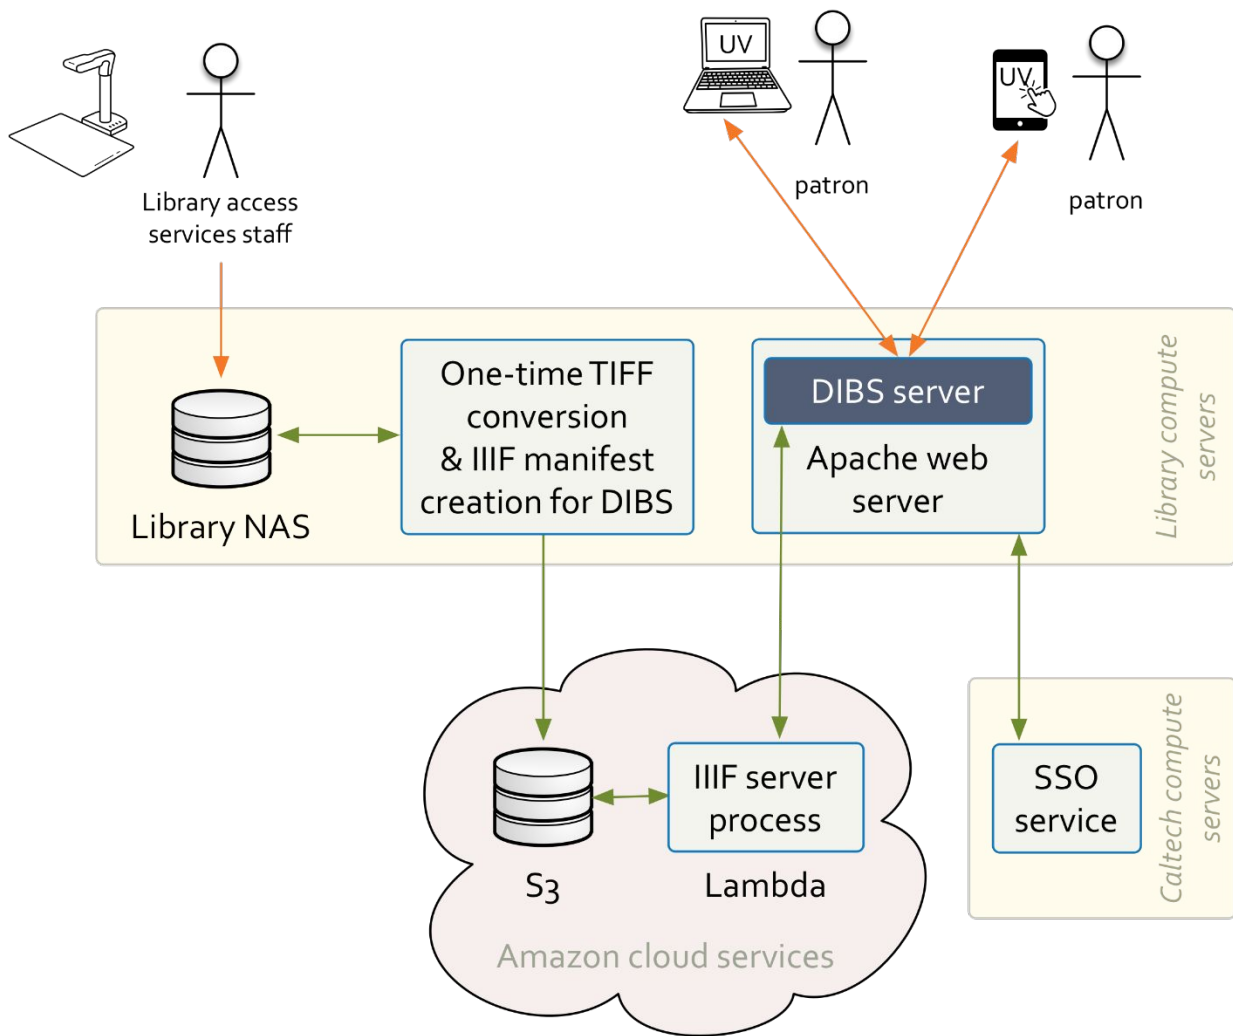 UV
UV
patron
patron
Library access
services staff
One-time TIFF
conversion
& IIIF manifest
creation for DIBS
Library NAS
DIBS server
Apache web
server
Library compute
servers
IIIF server
process
S3
Lambda
Amazon cloud services
SSO
service
Caltech compute
servers